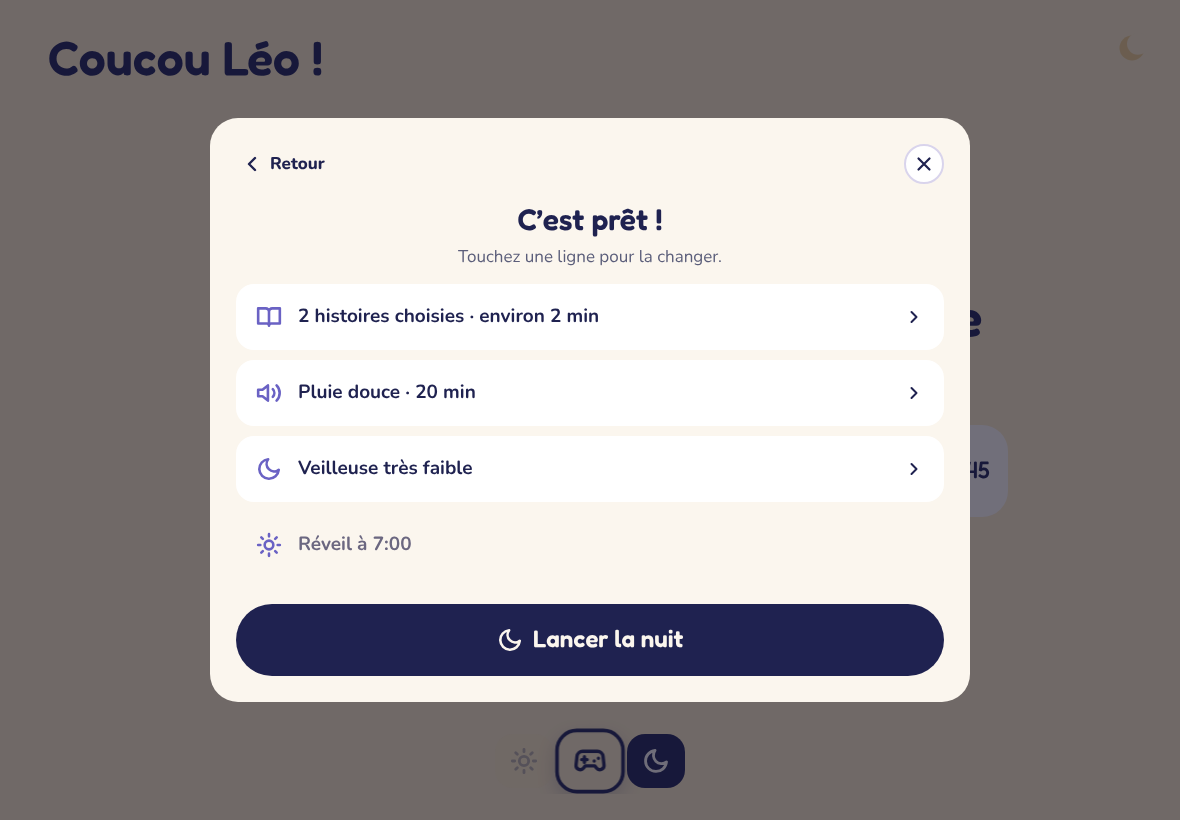 Coucou Léo !
Retour
C’est prêt !
Touchez une ligne pour la changer.
2 histoires choisies · environ 2 min
Pluie douce · 20 min
Veilleuse très faible
Réveil à 7:00
Lancer la nuit